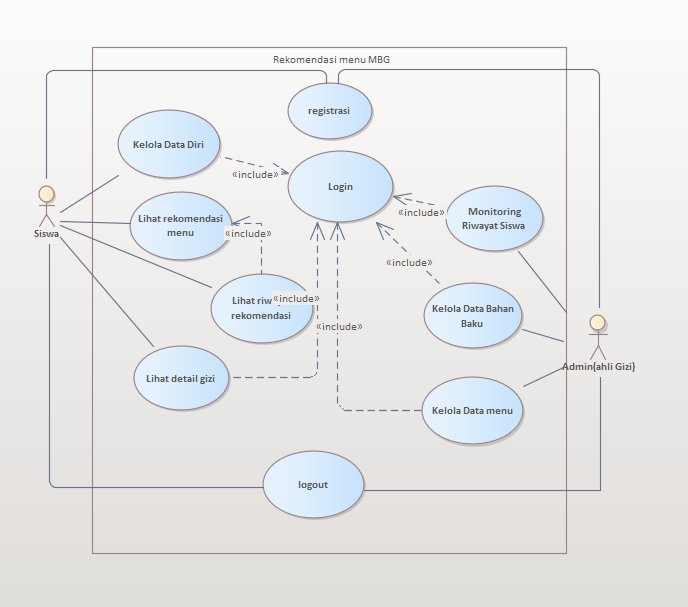 Rekomendasi menu MBG
registrasi
Kelola Data Diri
«include»
Login
Siswa
Lihat rekomendasi
menu
«include»
«include»
Monitoring
Riwayat Siswa
«include»
Lihat
rekomendasi
«include»
«include»
Kelola Data Bahan
Baku
Admin(ahli Gizi)
Lihat detail gizi
Kelola Data menu
logout